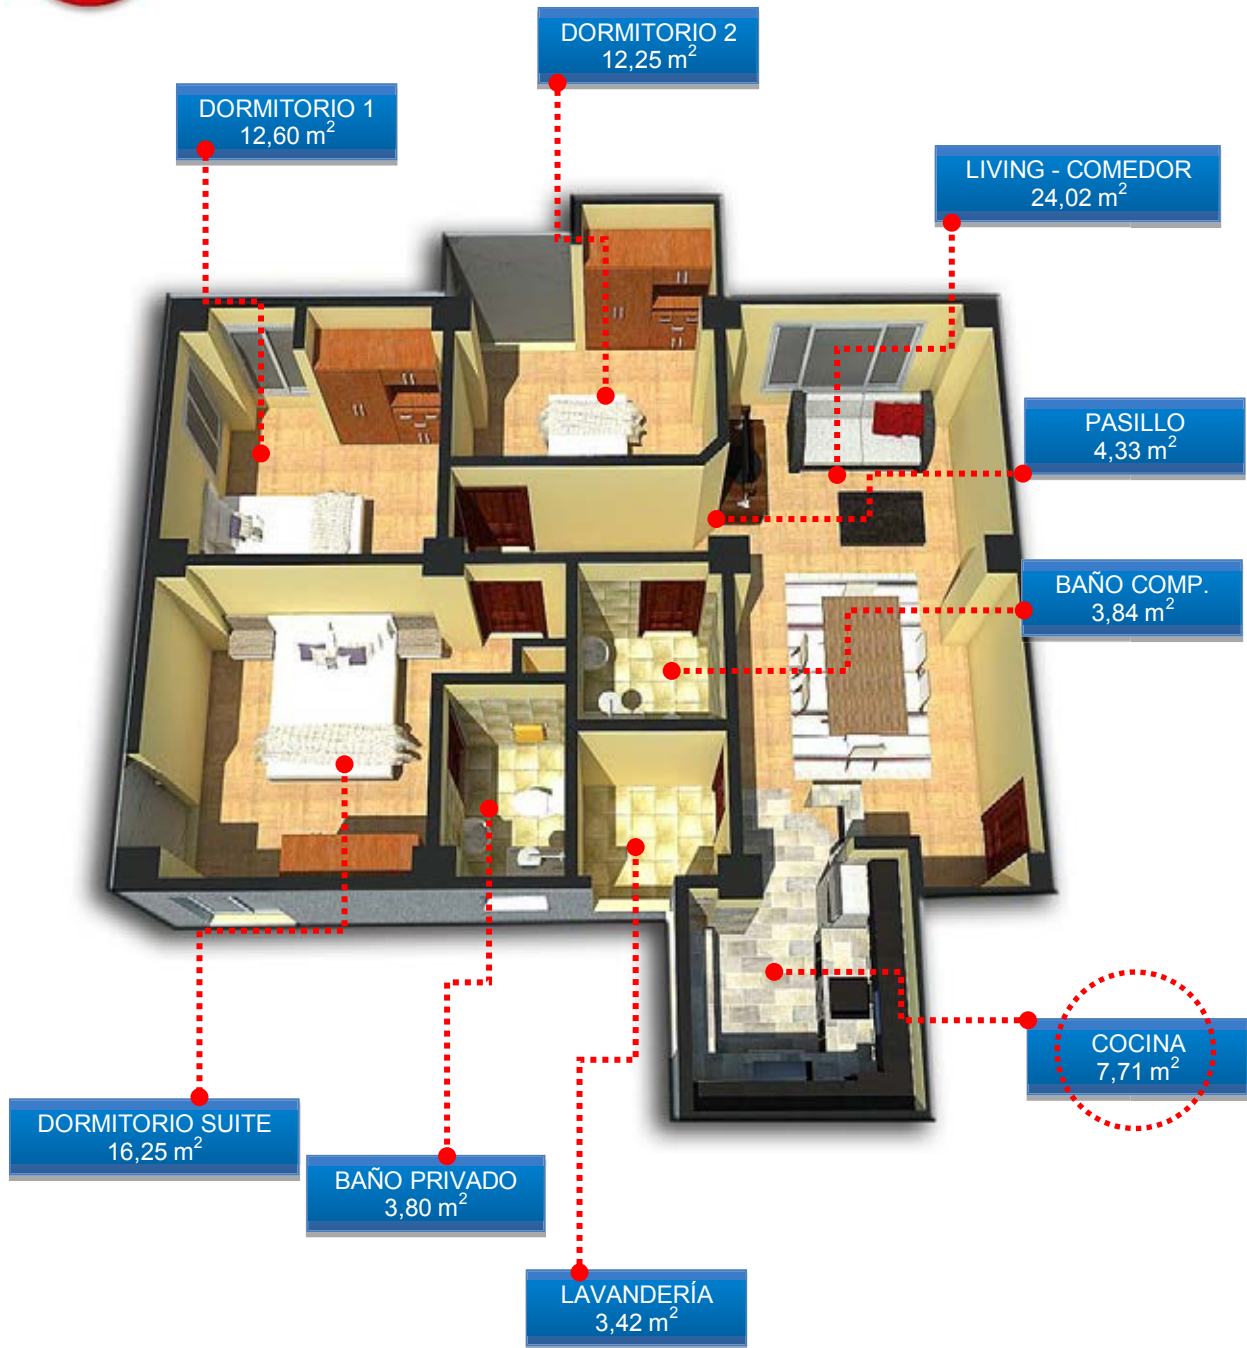 DORMITORIO 2
12,25 m²
DORMITORIO 1
12,60 m²
LIVING - COMEDOR
24,02 m²
PASILLO
4,33 m²
BAÑO COMP.
3,84 m²
COCINA
7,71 m²
DORMITORIO SUITE
16,25 m²
BAÑO PRIVADO
3,80 m²
LAVANDERÍA
3,42 m²